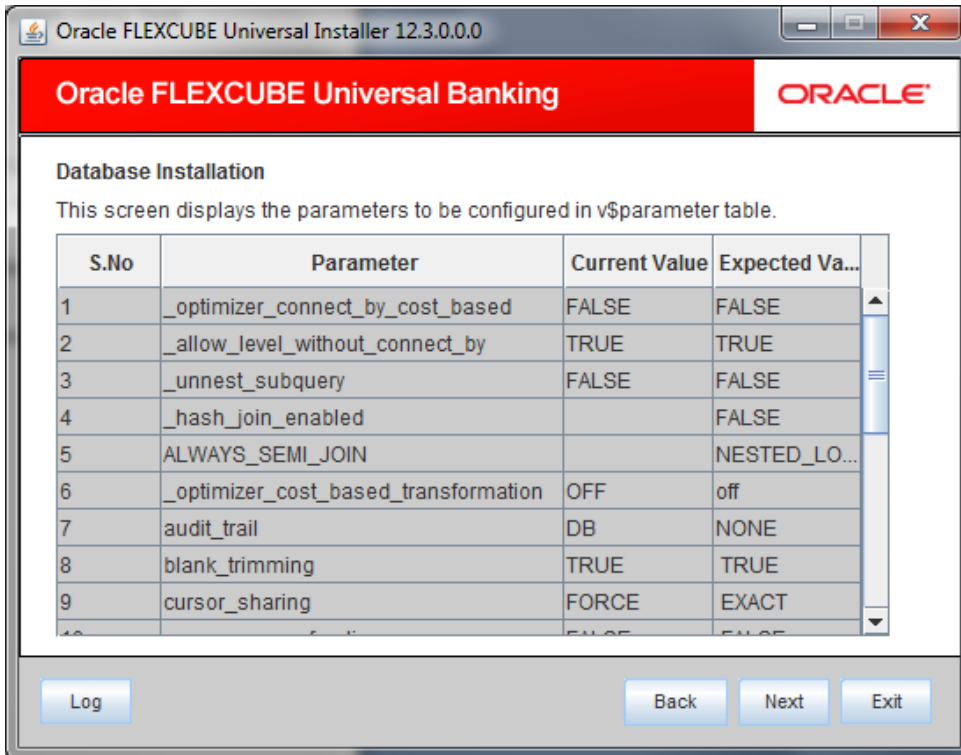 Oracle FLEXCUBE Universal Installer 12.3.0.0.0
Oracle FLEXCUBE Universal Banking
ORACLE
Database Installation
This screen displays the parameters to be configured in v$parameter table.
S.No Parameter Current Value Expected Va...
1 _optimizer_connect_by_cost_based FALSE FALSE
2 _allow_level_without_connect_by TRUE TRUE
3 _unnest_subquery FALSE FALSE
4 _hash_join_enabled FALSE
5 ALWAYS_SEMI_JOIN NESTED_LO...
6 _optimizer_cost_based_transformation OFF off
7 audit_trail DB NONE
8 blank_trimming TRUE TRUE
9 cursor_sharing FORCE EXACT
Log Back Next Exit